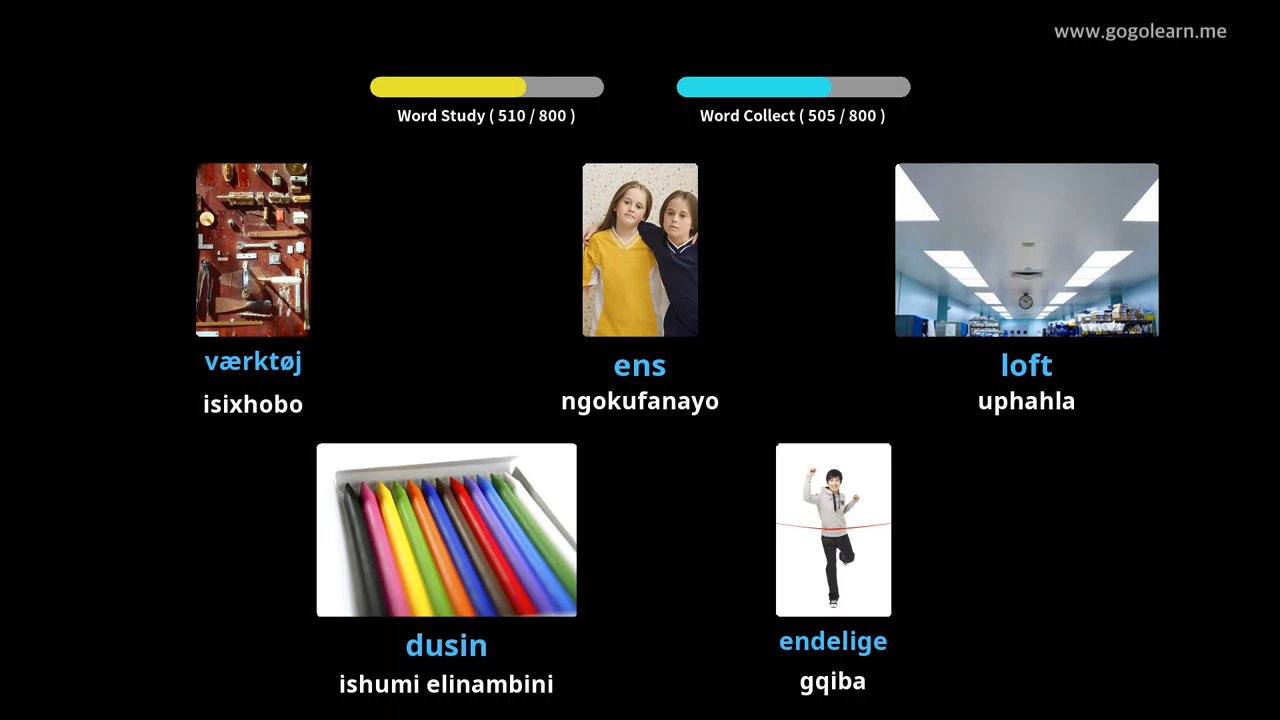 www.gogolearn.me
Word Study ( 510 / 800 )
Word Collect ( 505 / 800 )
værktøj
isixhobo
ens
ngokufanayo
loft
uphahla
dusin
ishumi elinambini
endelige
gqiba